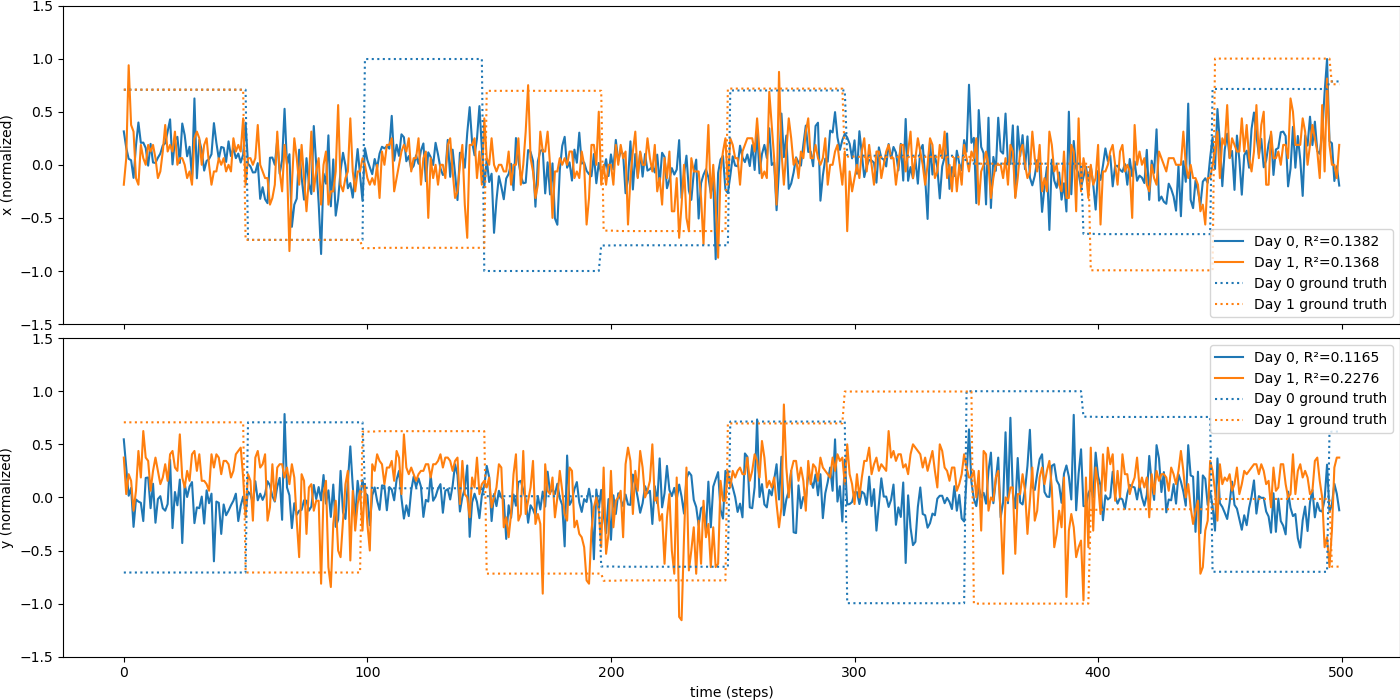 1.5
1.0
0.5
0.0
−0.5
−1.0
−1.5
x (normalized)
Day 0, R²=0.1382
Day 1, R²=0.1368
Day 0 ground truth
Day 1 ground truth
1.5
1.0
0.5
0.0
−0.5
−1.0
−1.5
y (normalized)
Day 0, R²=0.1165
Day 1, R²=0.2276
Day 0 ground truth
Day 1 ground truth
0 100 200 300 400 500
time (steps)